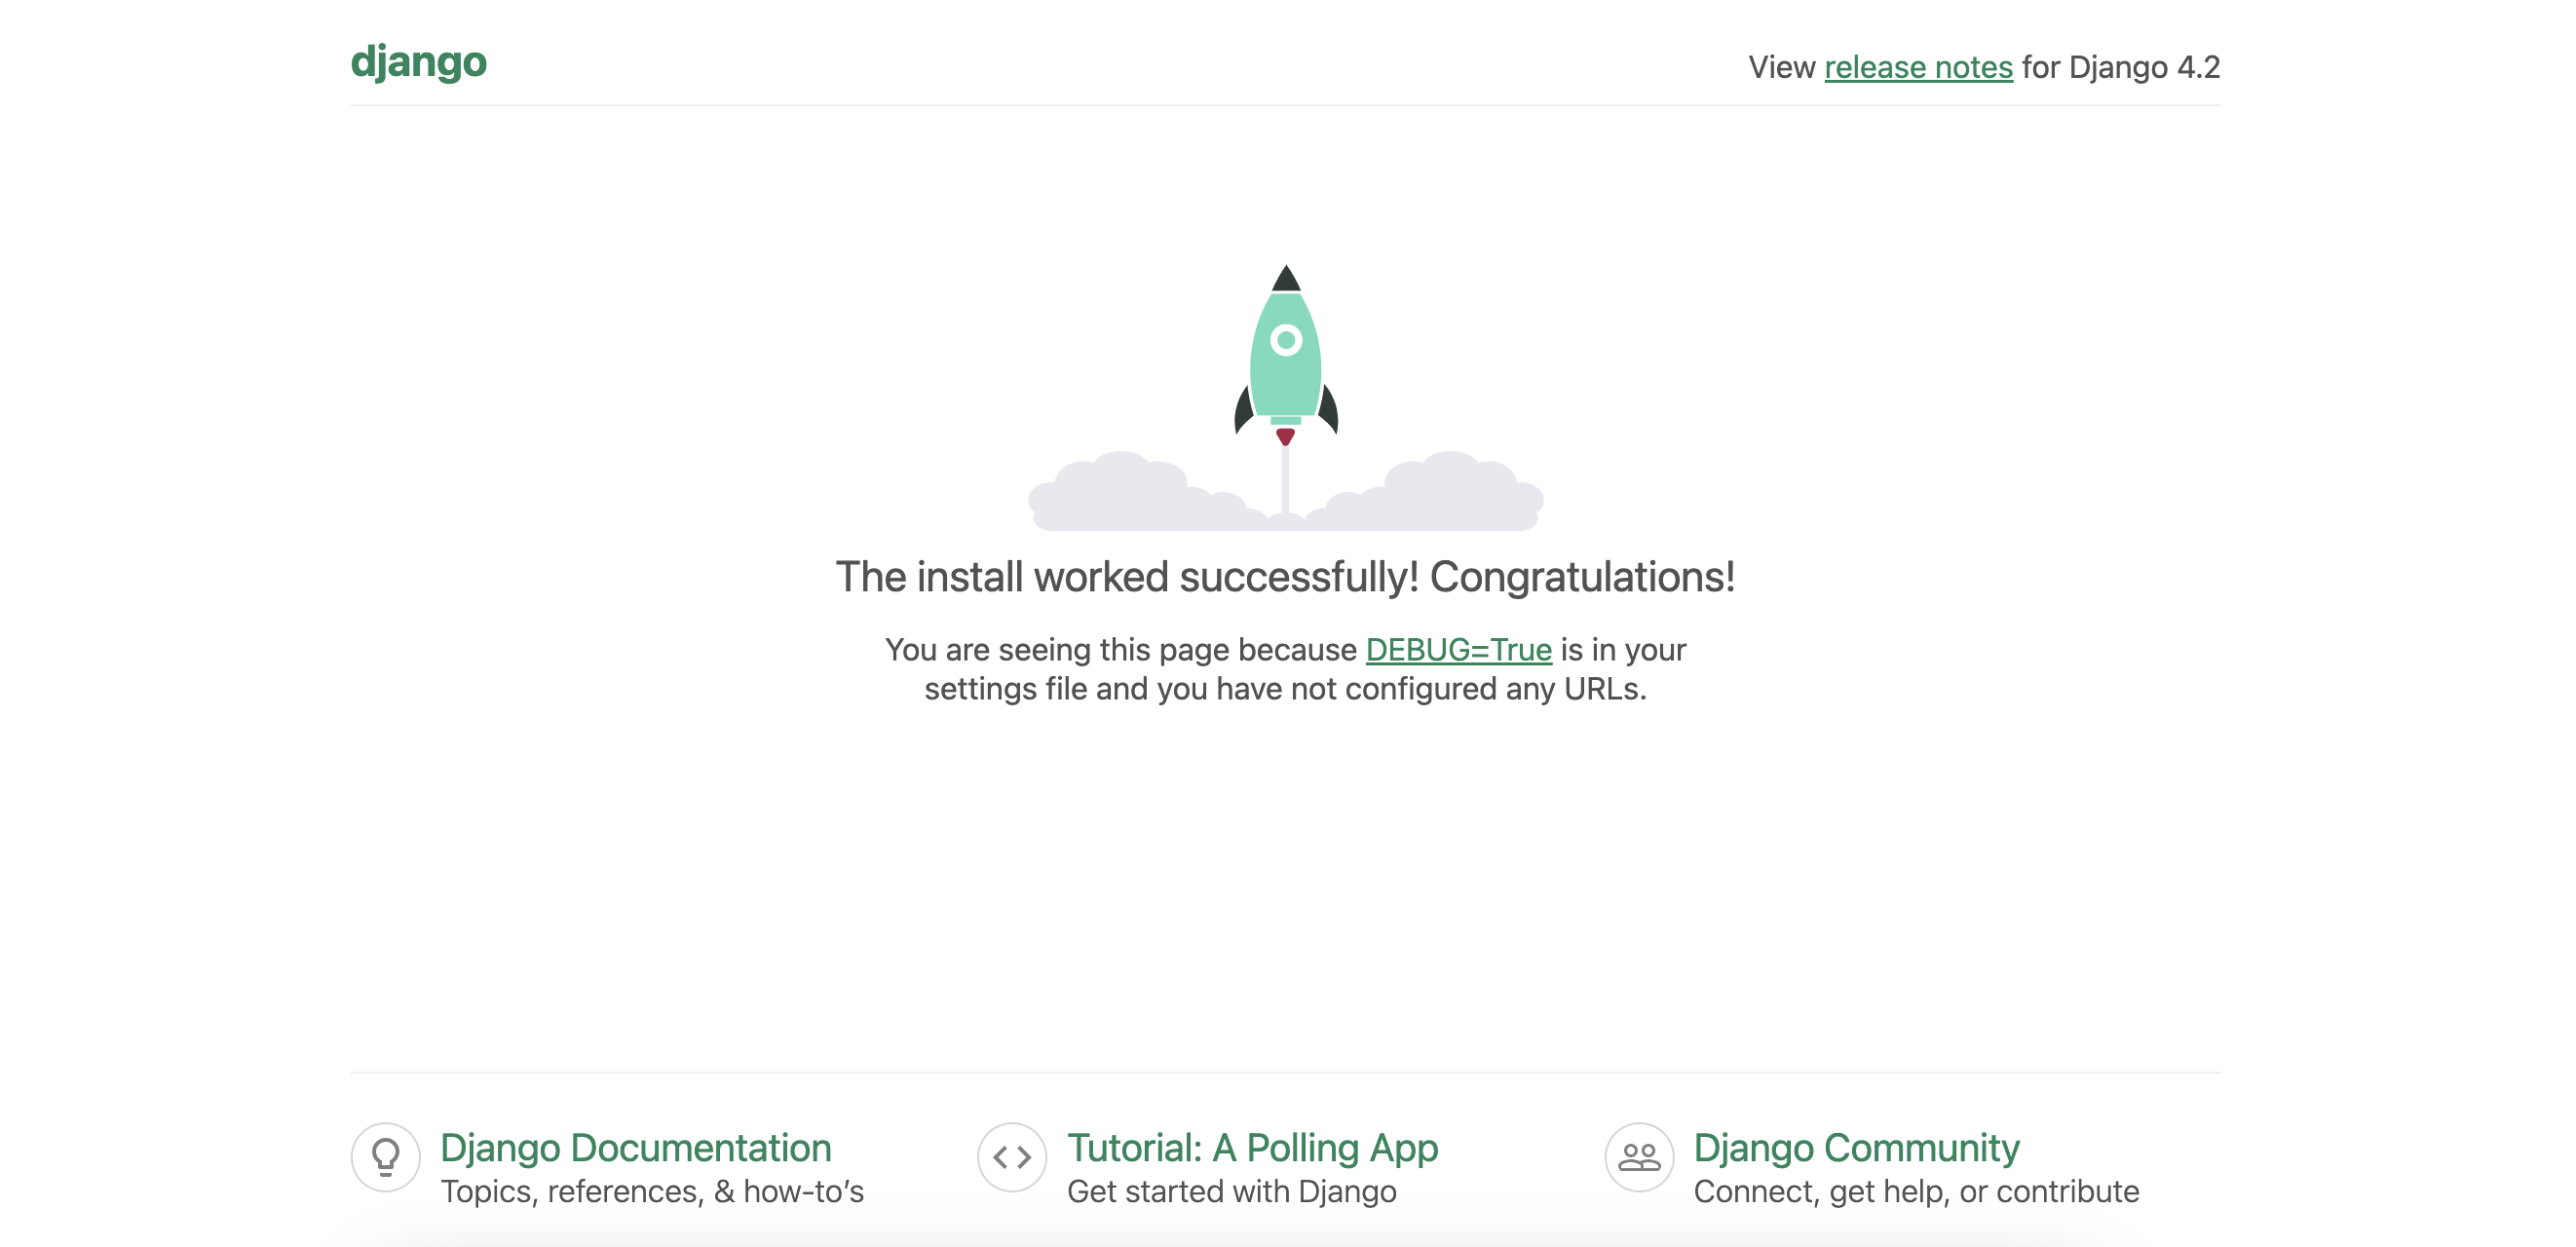 django
View release notes for Django 4.2
The install worked successfully! Congratulations!
You are seeing this page because DEBUG=True is in your
settings file and you have not configured any URLs.
Django Documentation
Topics, references, & how-to’s
Tutorial: A Polling App
Get started with Django
Django Community
Connect, get help, or contribute